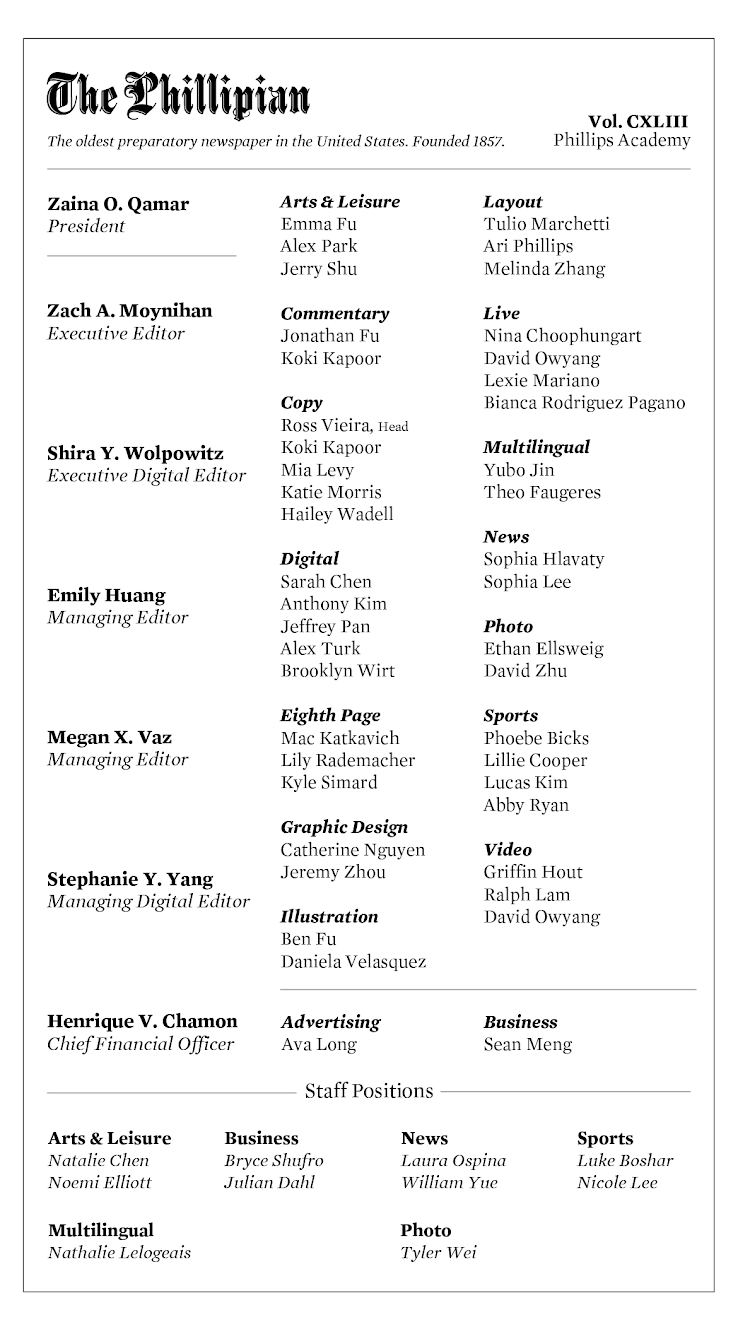 The Phillipian
The oldest preparatory newspaper in the United States. Founded 1857.
Vol. CXLIII
Phillips Academy
Zaina O. Qamar
President
Zach A. Moynihan
Executive Editor
Shira Y. Wolpowitz
Executive Digital Editor
Emily Huang
Managing Editor
Megan X. Vaz
Managing Editor
Stephanie Y. Yang
Managing Digital Editor
Arts & Leisure
Emma Fu
Alex Park
Jerry Shu
Commentary
Jonathan Fu
Koki Kapoor
Copy
Ross Vieira, Head
Koki Kapoor
Mia Levy
Katie Morris
Hailey Wadell
Digital
Sarah Chen
Anthony Kim
Jeffrey Pan
Alex Turk
Brooklyn Wirt
Eighth Page
Mac Katkavich
Lily Rademacher
Kyle Simard
Graphic Design
Catherine Nguyen
Jeremy Zhou
Illustration
Ben Fu
Daniela Velasquez
Layout
Tulio Marchetti
Ari Phillips
Melinda Zhang
Live
Nina Choophungart
David Owyang
Lexie Mariano
Bianca Rodriguez Pagano
Multilingual
Yubo Jin
Theo Faugeres
News
Sophia Hlavaty
Sophia Lee
Photo
Ethan Ellsweig
David Zhu
Sports
Phoebe Bicks
Lillie Cooper
Lucas Kim
Abby Ryan
Video
Griffin Hout
Ralph Lam
David Owyang
Henrique V. Chamon
Chief Financial Officer
Advertising
Ava Long
Business
Sean Meng
Staff Positions
Arts & Leisure
Natalie Chen
Noemi Elliott
Business
Bryce Shufro
Julian Dahl
News
Laura Ospina
William Yue
Sports
Luke Boshar
Nicole Lee
Multilingual
Nathalie Lelogeais
Photo
Tyler Wei